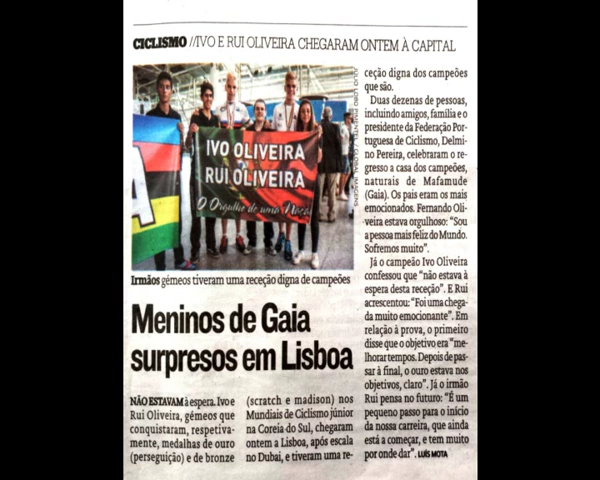 CICLISMO //IVO E RUI OLIVEIRA CHEGARAM ONTEM À CAPITAL
IVO OLIVEIRA
RUI OLIVEIRA
O Orgulho de uma Nação
A
JÚLIO LOBO PIMENTEL / GLOBAL IMAGENS
Irmãos gémeos tiveram uma receção digna de campeões
Meninos de Gaia
surpresos em Lisboa
NÃO ESTAVAM à espera. Ivo e
Rui Oliveira, gémeos que
conquistaram, respetiva-
mente, medalhas de ouro
(perseguição) e de bronze
(scratch e madison) nos
Mundiais de Ciclismo júnior
na Coreia do Sul, chegaram
ontem a Lisboa, após escala
no Dubai, e tiveram uma re-
ceção digna dos campeões
que são.
Duas dezenas de pessoas,
incluindo amigos, família e o
presidente da Federação Por-
tuguesa de Ciclismo, Delmi-
no Pereira, celebraram o re-
gresso a casa dos campeões,
naturais de Mafamude
(Gaia). Os pais eram os mais
emocionados. Fernando Oli-
veira estava orgulhoso: "Sou
a pessoa mais feliz do Mundo.
Sofremos muito".
Já o campeão Ivo Oliveira
confessou que "não estava à
espera desta receção". E Rui
acrescentou: "Foi uma chega-
da muito emocionante". Em
relação à prova, o primeiro
disse que o objetivo era "me-
lhorar tempos. Depois de pas-
sar à final, o ouro estava nos
objetivos, claro". Já o irmão
Rui pensa no futuro: "É um
pequeno passo para o início
da nossa carreira, que ainda
está a começar, e tem muito
por onde dar". LUÍS MOTA